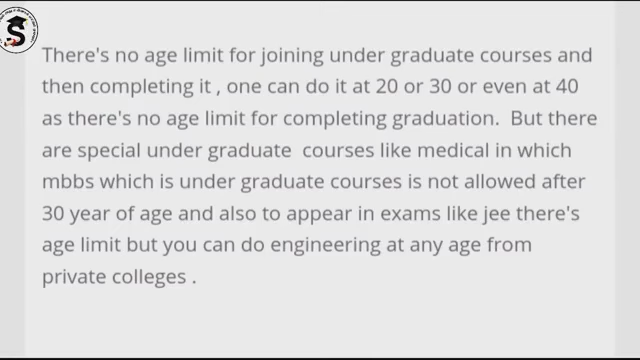 There's no age limit for joining under graduate courses and
then completing it , one can do it at 20 or 30 or even at 40
as there's no age limit for completing graduation. But there
are special under graduate courses like medical in which
mbbs which is under graduate courses is not allowed after
30 year of age and also to appear in exams like jee there's
age limit but you can do engineering at any age from
private colleges .
S